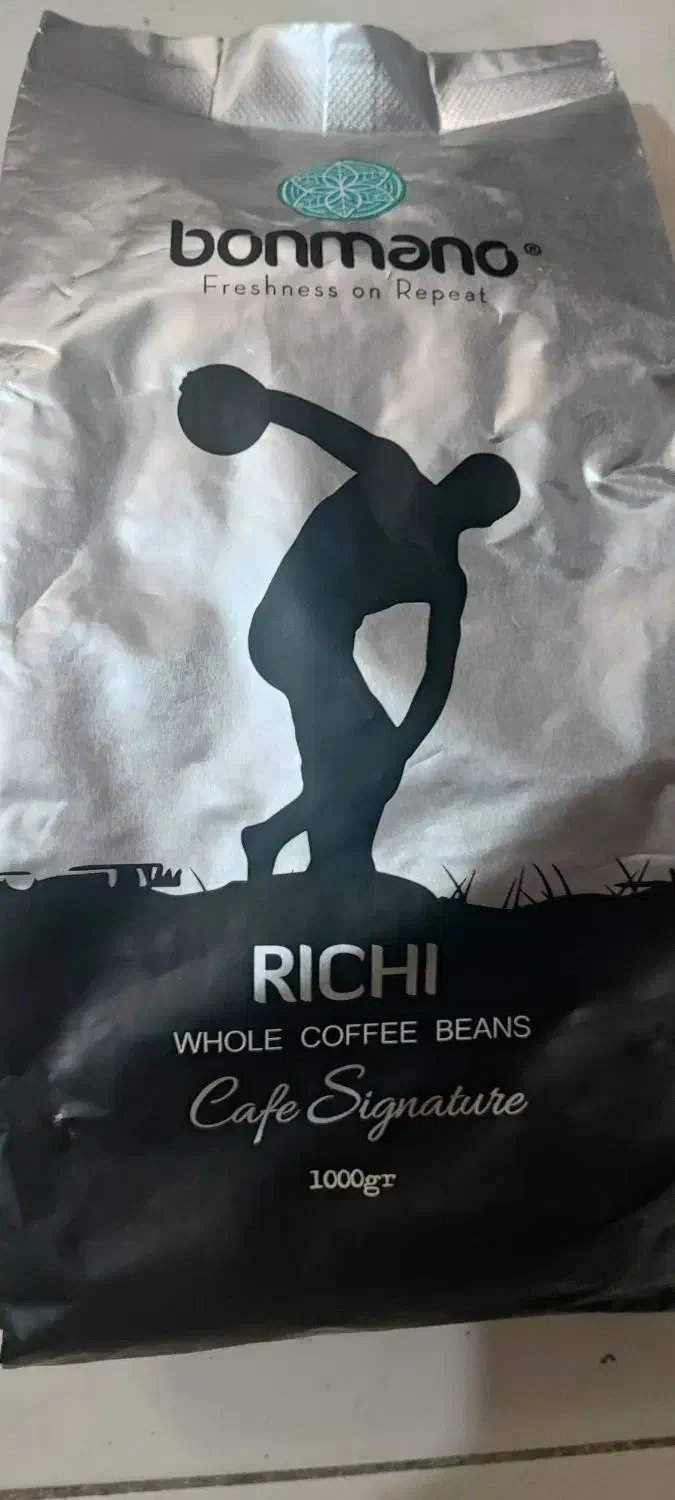 bonmano®
Freshness on Repeat
RICHI
WHOLE COFFEE BEANS
Cafe Signature
1000gr